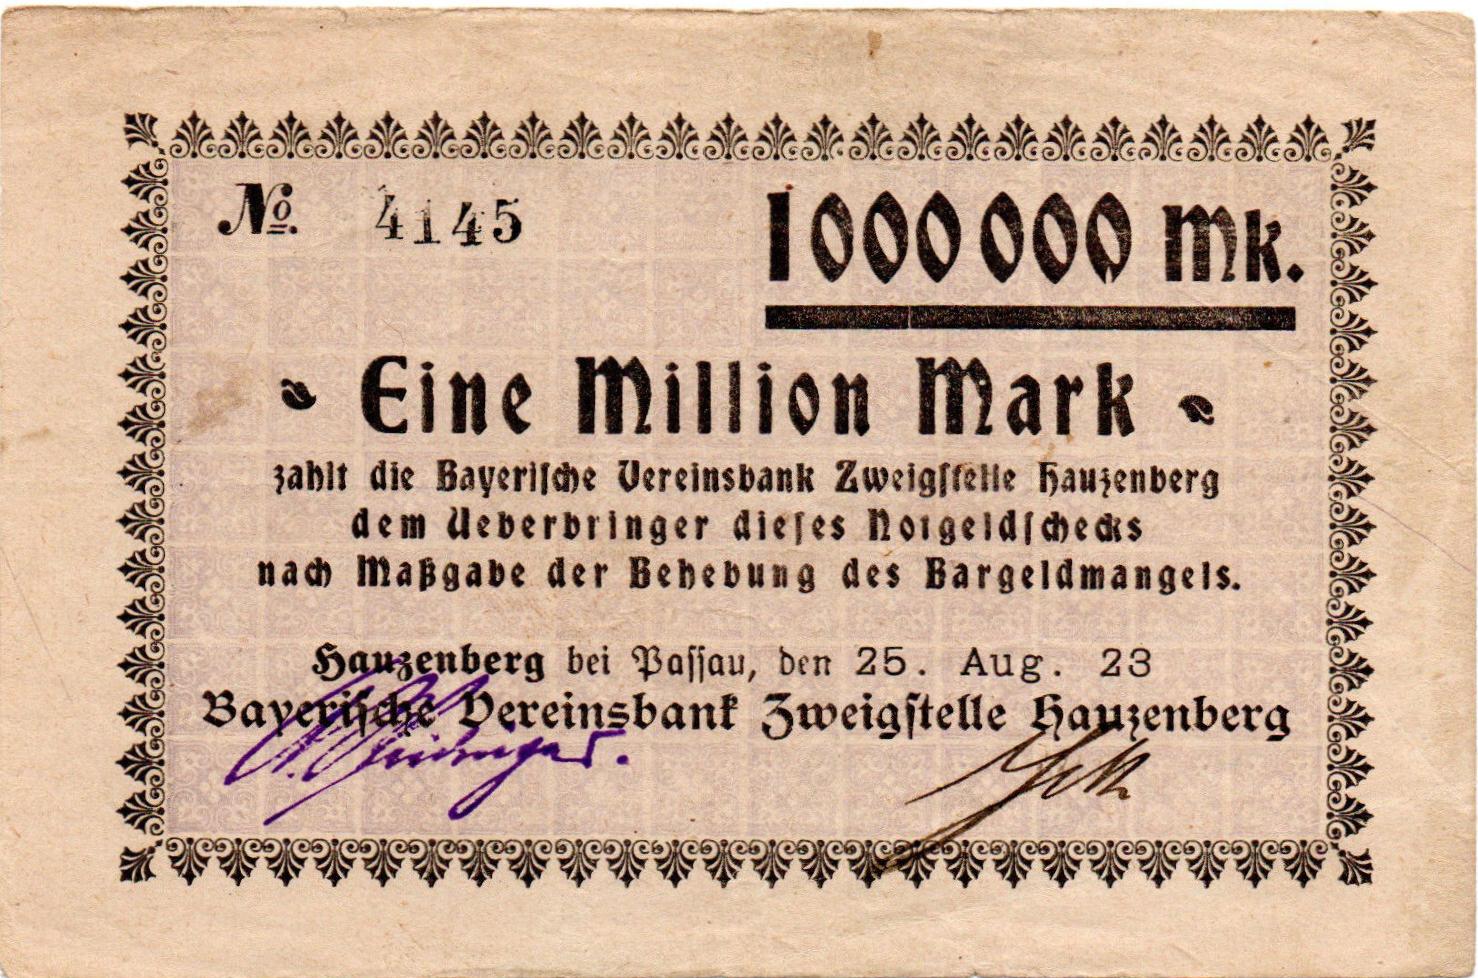 No. 4145
1000000 Mk.
Eine Million Mark
zahlt die Bayerische Vereinsbank Zweigstelle Hauzenberg
dem Ueberbringer dieses Notgeldschecks
nach Maßgabe der Behebung des Bargeldmangels.
Hauzenberg bei Passau, den 25. Aug. 23
Bayerische Vereinsbank Zweigstelle Hauzenberg